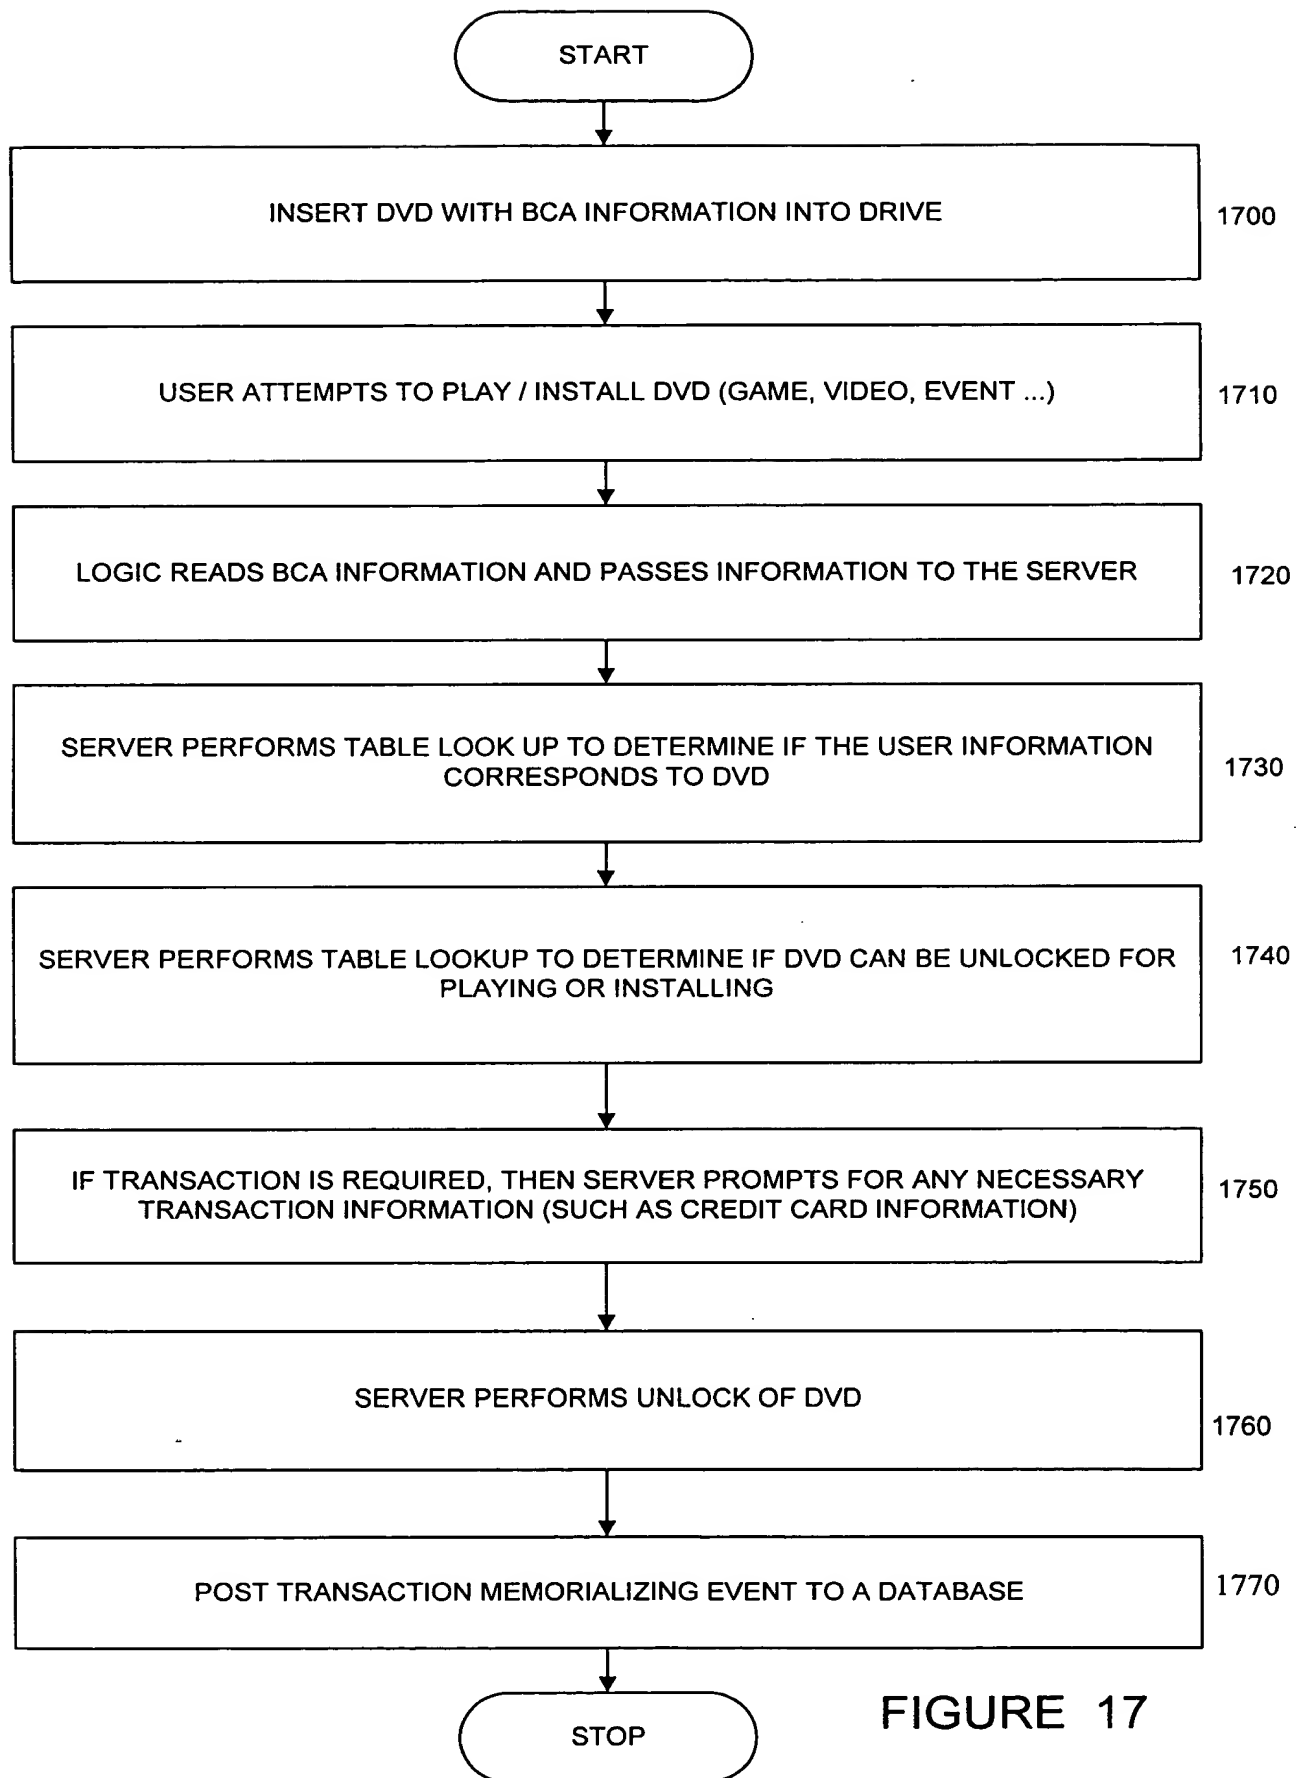 START
INSERT DVD WITH BCA INFORMATION INTO DRIVE
1700
USER ATTEMPTS TO PLAY / INSTALL DVD (GAME, VIDEO, EVENT ...)
1710
LOGIC READS BCA INFORMATION AND PASSES INFORMATION TO THE SERVER
1720
SERVER PERFORMS TABLE LOOK UP TO DETERMINE IF THE USER INFORMATION
CORRESPONDS TO DVD
1730
SERVER PERFORMS TABLE LOOKUP TO DETERMINE IF DVD CAN BE UNLOCKED FOR
PLAYING OR INSTALLING
1740
IF TRANSACTION IS REQUIRED, THEN SERVER PROMPTS FOR ANY NECESSARY
TRANSACTION INFORMATION (SUCH AS CREDIT CARD INFORMATION)
1750
SERVER PERFORMS UNLOCK OF DVD
1760
POST TRANSACTION MEMORIALIZING EVENT TO A DATABASE
1770
STOP
FIGURE 17